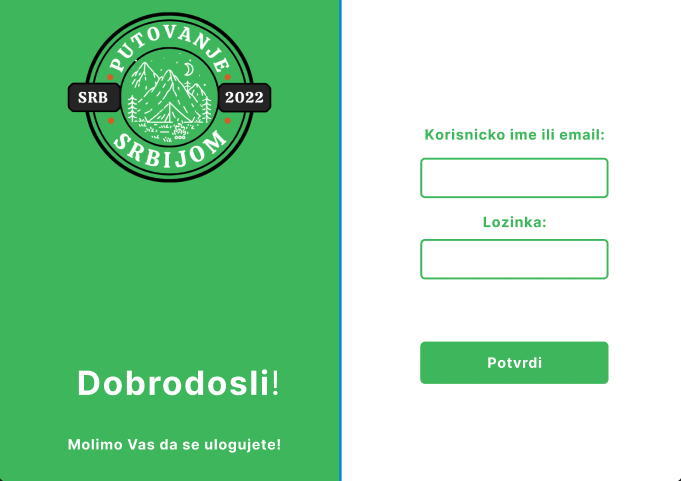 PUTOVANJE
SRB
2022
SRBIJOM
Dobrodosli!
Molimo Vas da se ulogujete!
Korisnicko ime ili email:
Lozinka:
Potvrdi